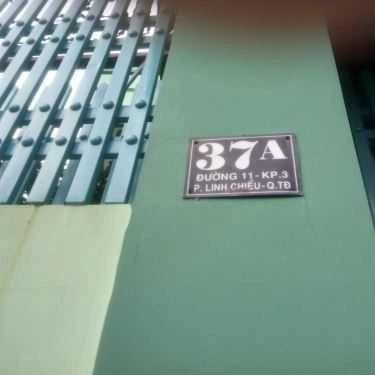 37A
ĐƯỜNG 11 - KP.3
P. LINH CHIỂU - Q.TĐ